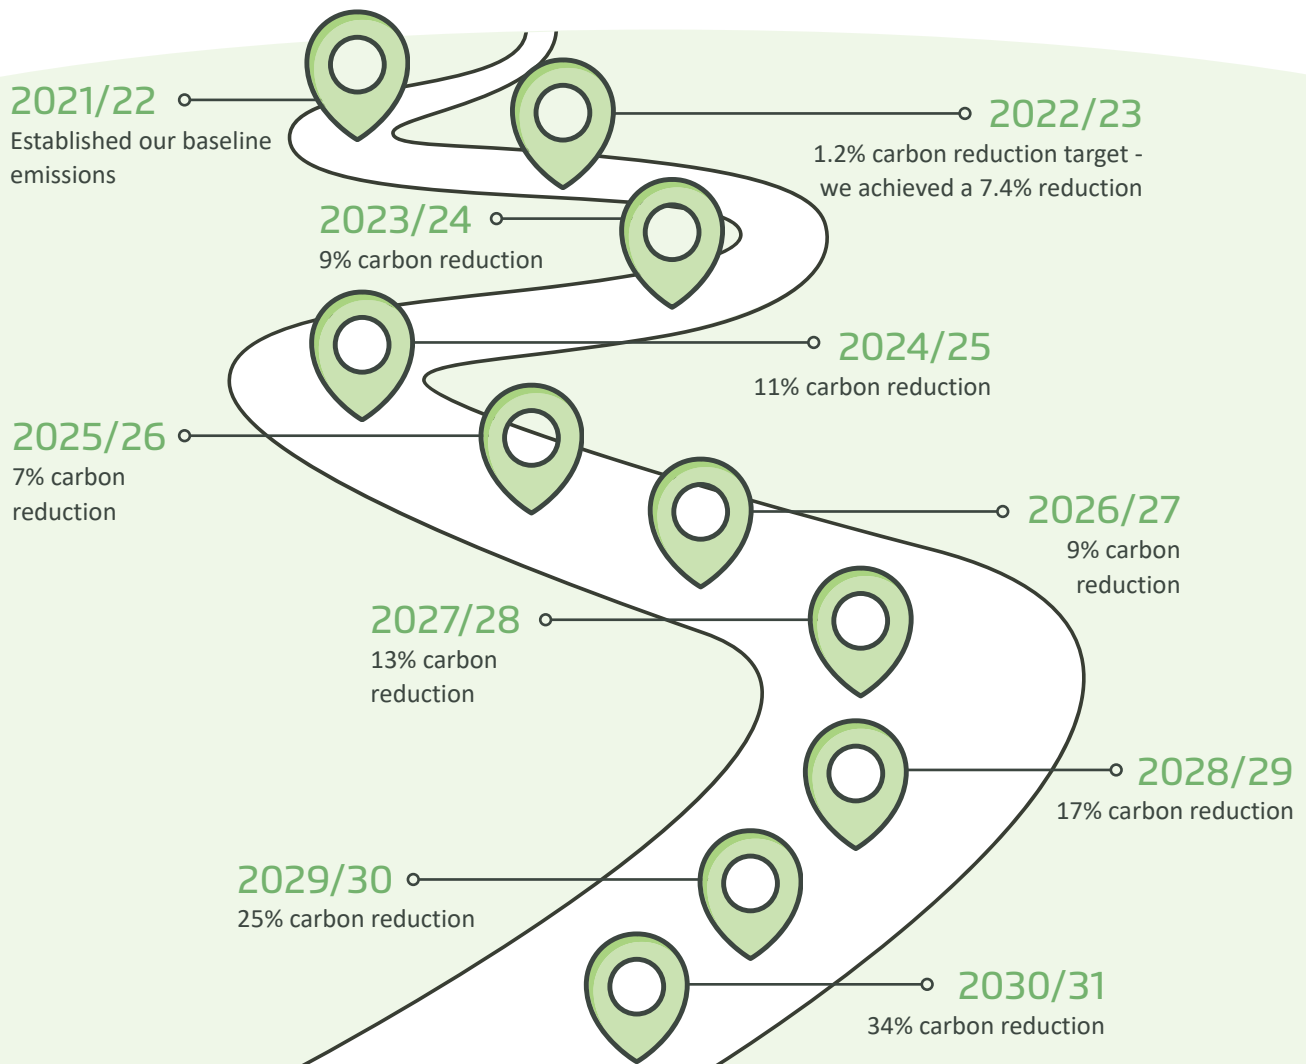 2021/22
Established our baseline
emissions
2022/23
1.2% carbon reduction target -
we achieved a 7.4% reduction
2023/24
9% carbon reduction
2024/25
11% carbon reduction
2025/26
7% carbon
reduction
2026/27
9% carbon
reduction
2027/28
13% carbon
reduction
2028/29
17% carbon reduction
2029/30
25% carbon reduction
2030/31
34% carbon reduction